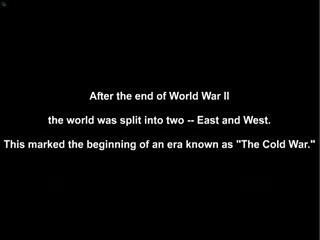 After the end of World War II
the world was split into two -- East and West.
This marked the beginning of an era known as "The Cold War."